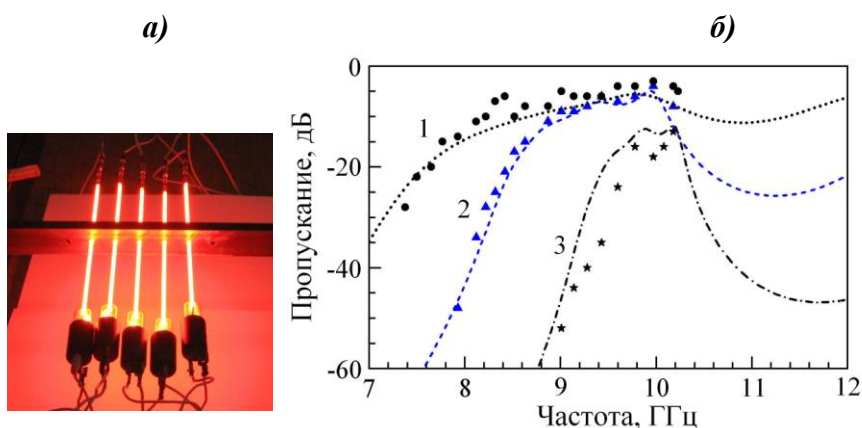 а)
б)
Пропускание, дБ
0
-20
-40
-60
1
2
3
7 8 9 10 11 12
Частота, ГГц